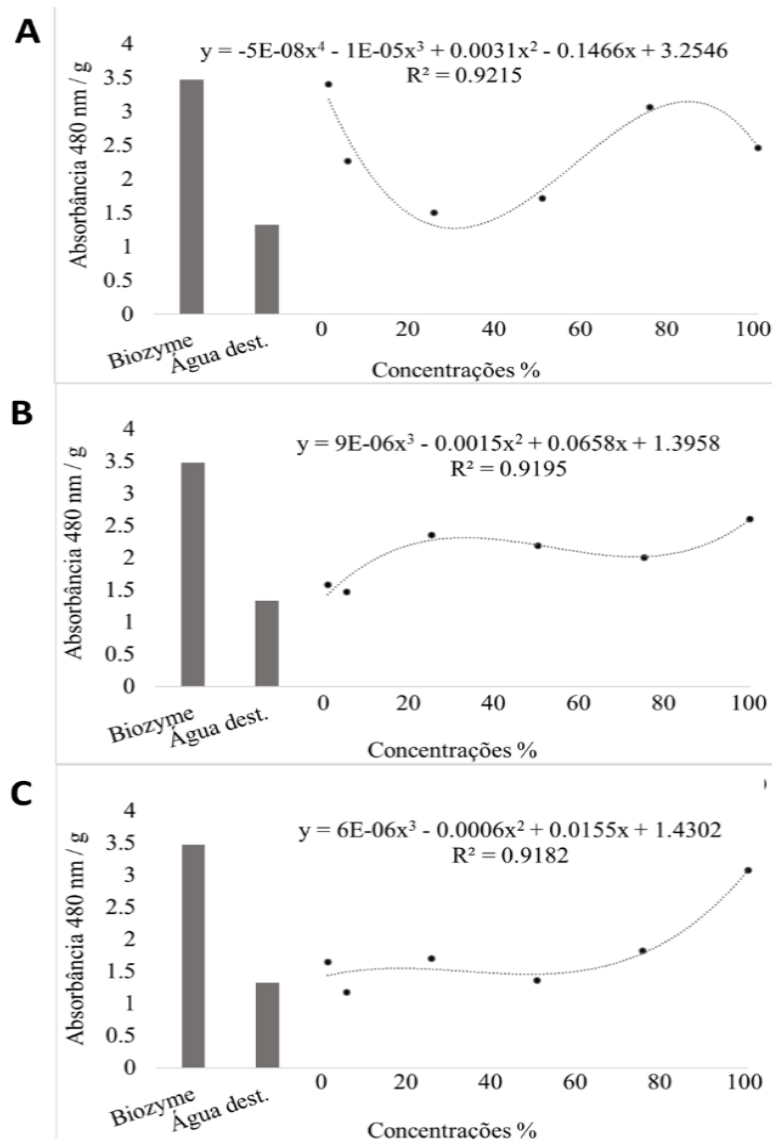 A
y = -5E-08x⁴ - 1E-05x³ + 0.0031x² - 0.1466x + 3.2546
R² = 0.9215
Absorbância 480 nm / g
4
3.5
3
2.5
2
1.5
1
0.5
0
Biozyme
Água dest.
0 20 40 60 80 100
Concentrações %
B
y = 9E-06x³ - 0.0015x² + 0.0658x + 1.3958
R² = 0.9195
Absorbância 480 nm / g
4
3.5
3
2.5
2
1.5
1
0.5
0
Biozyme
Água dest.
0 20 40 60 80 100
Concentrações %
C
y = 6E-06x³ - 0.0006x² + 0.0155x + 1.4302
R² = 0.9182
Absorbância 480 nm / g
4
3.5
3
2.5
2
1.5
1
0.5
0
Biozyme
Água dest.
0 20 40 60 80 100
Concentrações %